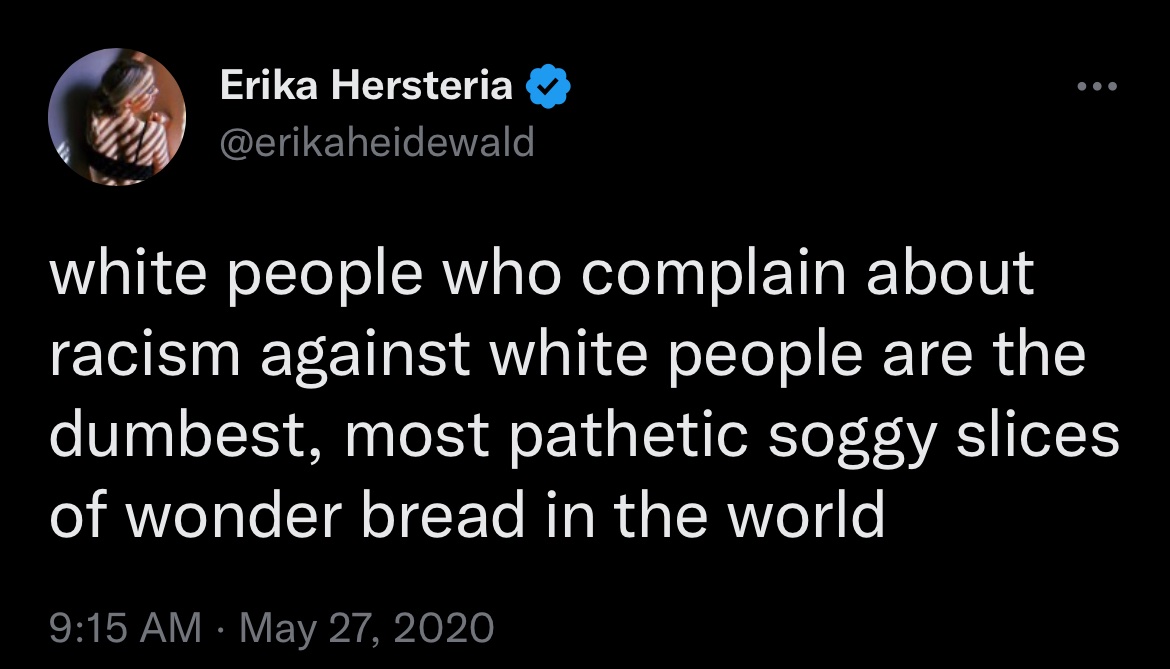 Erika Hersteria
@erikaheidewald
white people who complain about
racism against white people are the
dumbest, most pathetic soggy slices
of wonder bread in the world
9:15 AM · May 27, 2020